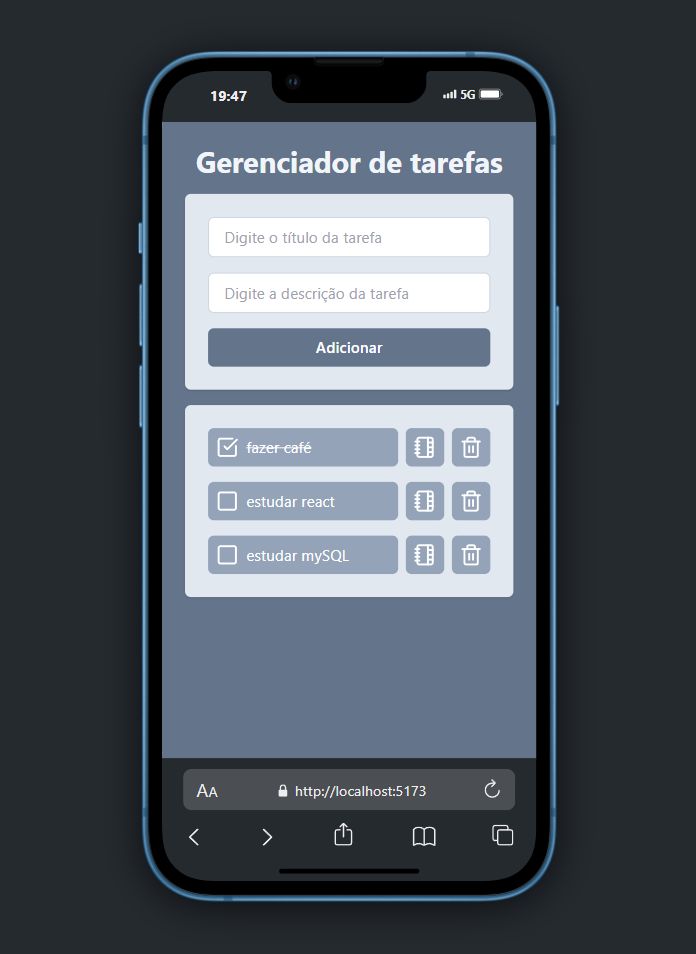 19:47
5G
Gerenciador de tarefas
Digite o título da tarefa
Digite a descrição da tarefa
Adicionar
fazer café
estudar react
estudar mySQL
AA
http://localhost:5173